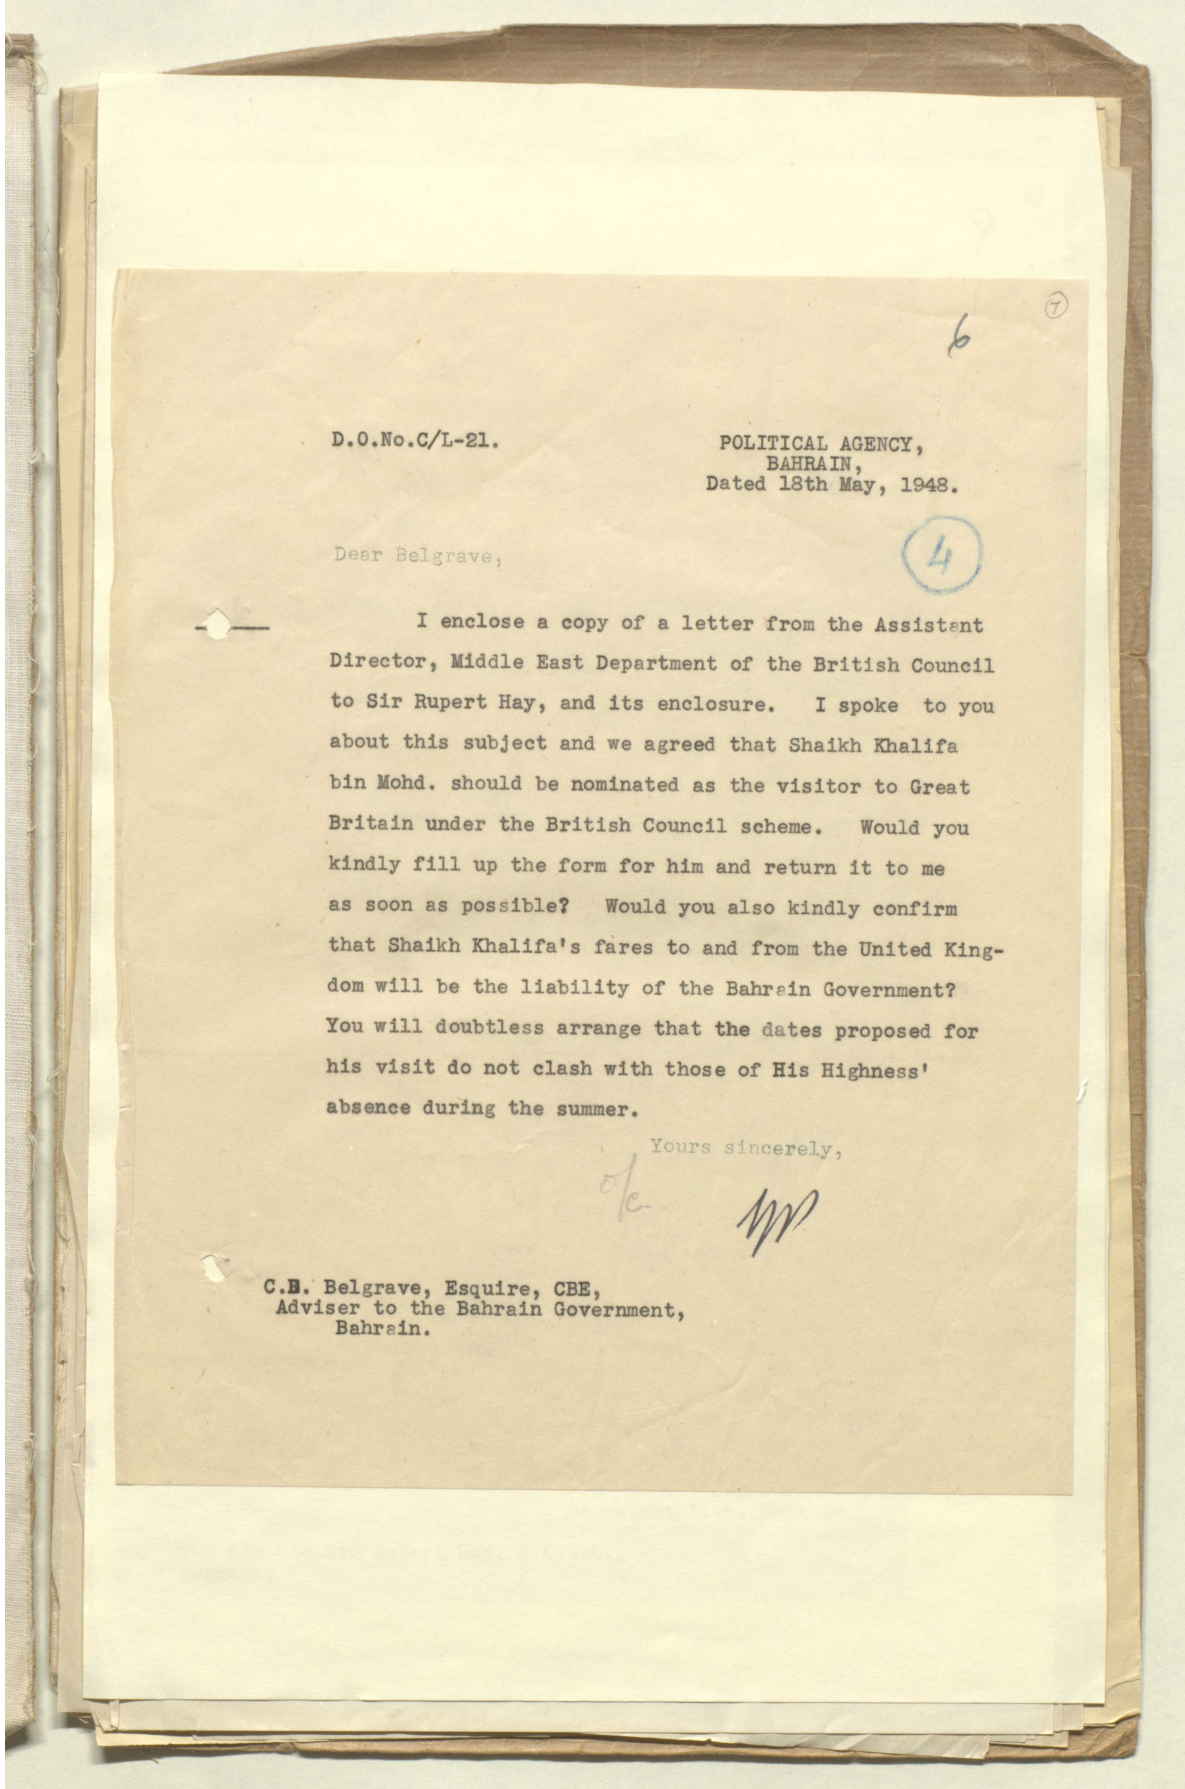 7
6
D.O.No.C/L-21.
POLITICAL AGENCY,
BAHRAIN,
Dated 18th May, 1948.
4
Dear Belgrave,
I enclose a copy of a letter from the Assistant
Director, Middle East Department of the British Council
to Sir Rupert Hay, and its enclosure. I spoke to you
about this subject and we agreed that Shaikh Khalifa
bin Mohd. should be nominated as the visitor to Great
Britain under the British Council scheme. Would you
kindly fill up the form for him and return it to me
as soon as possible? Would you also kindly confirm
that Shaikh Khalifa's fares to and from the United King-
dom will be the liability of the Bahrain Government?
You will doubtless arrange that the dates proposed for
his visit do not clash with those of His Highness'
absence during the summer.
Yours sincerely,
o/c.
C.D. Belgrave, Esquire, CBE,
Adviser to the Bahrain Government,
Bahrain.